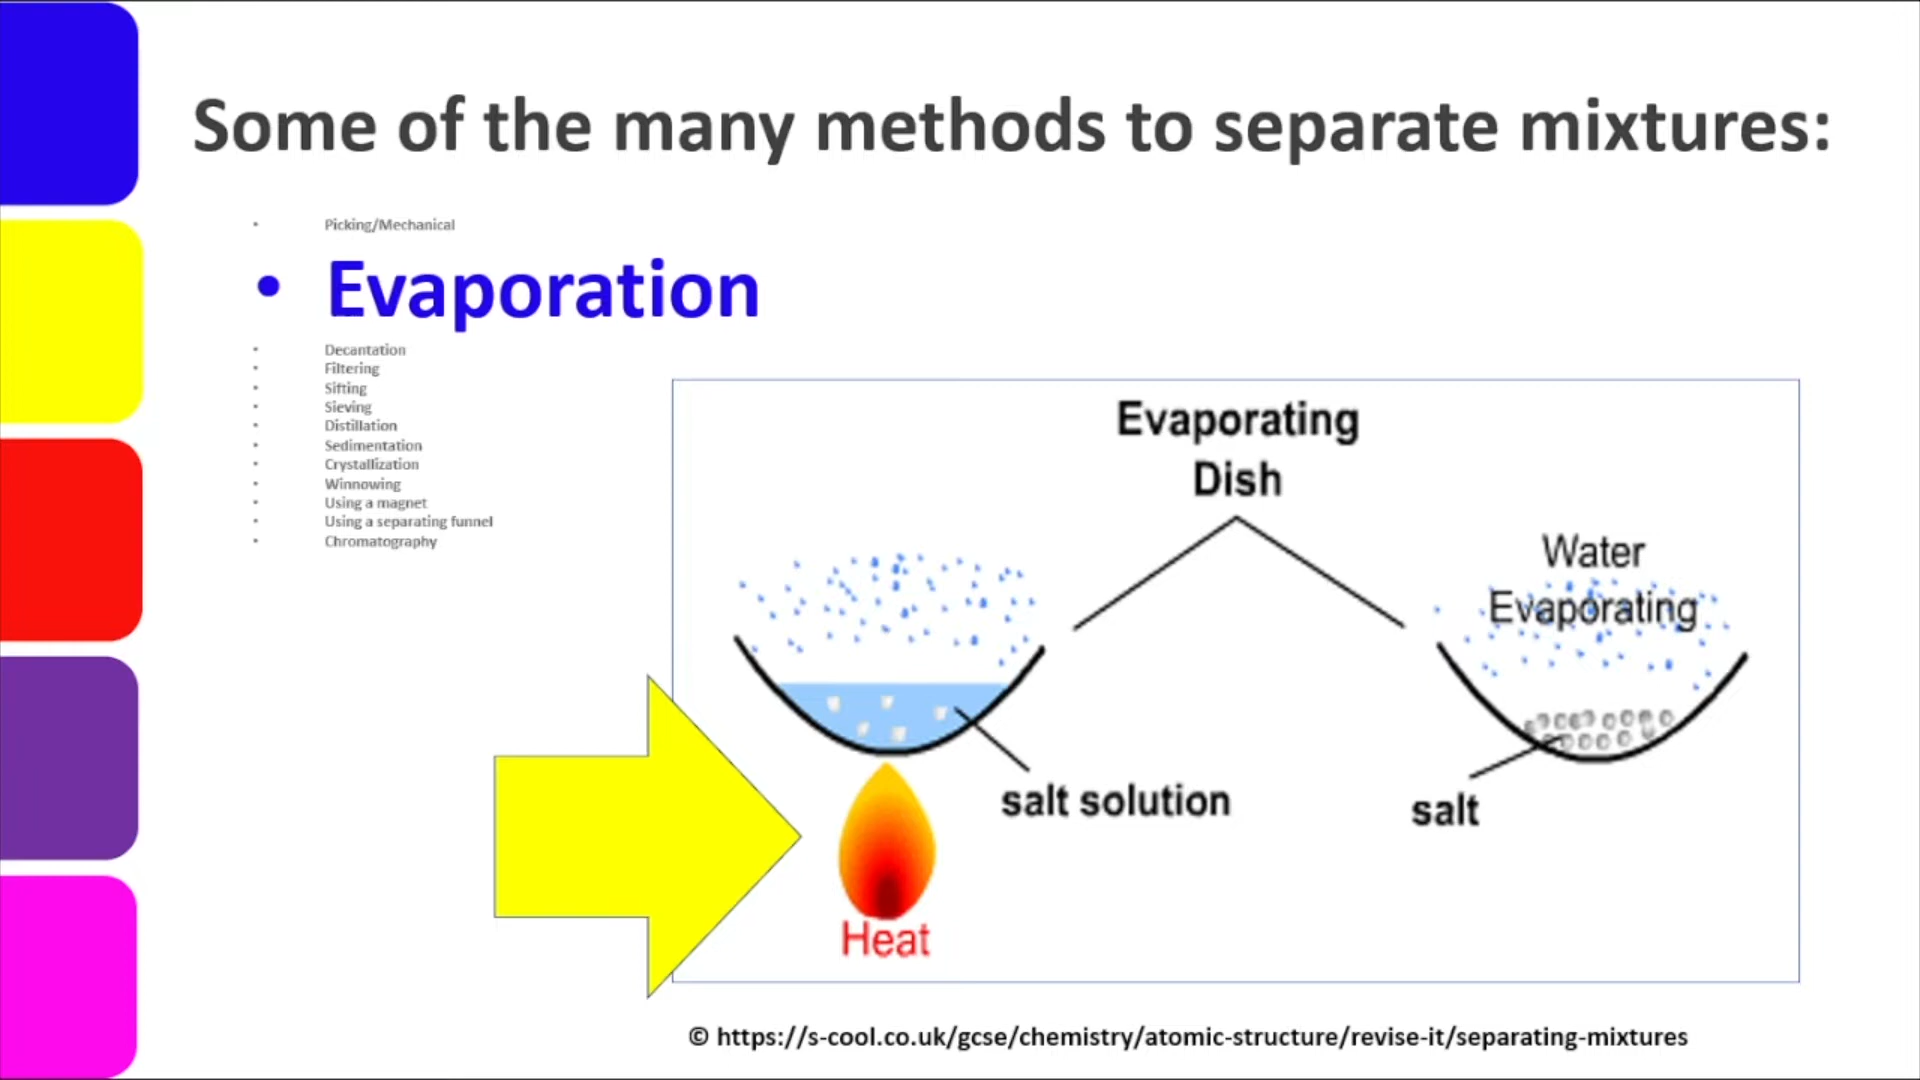 Some of the many methods to separate mixtures:
• Picking/Mechanical
• Evaporation
• Decantation
• Filtering
• Sifting
• Sieving
• Distillation
• Sedimentation
• Crystallization
• Winnowing
• Using a magnet
• Using a separating funnel
• Chromatography
Evaporating
Dish
Water
Evaporating
salt solution
salt
Heat
© https://s-cool.co.uk/gcse/chemistry/atomic-structure/revise-it/separating-mixtures